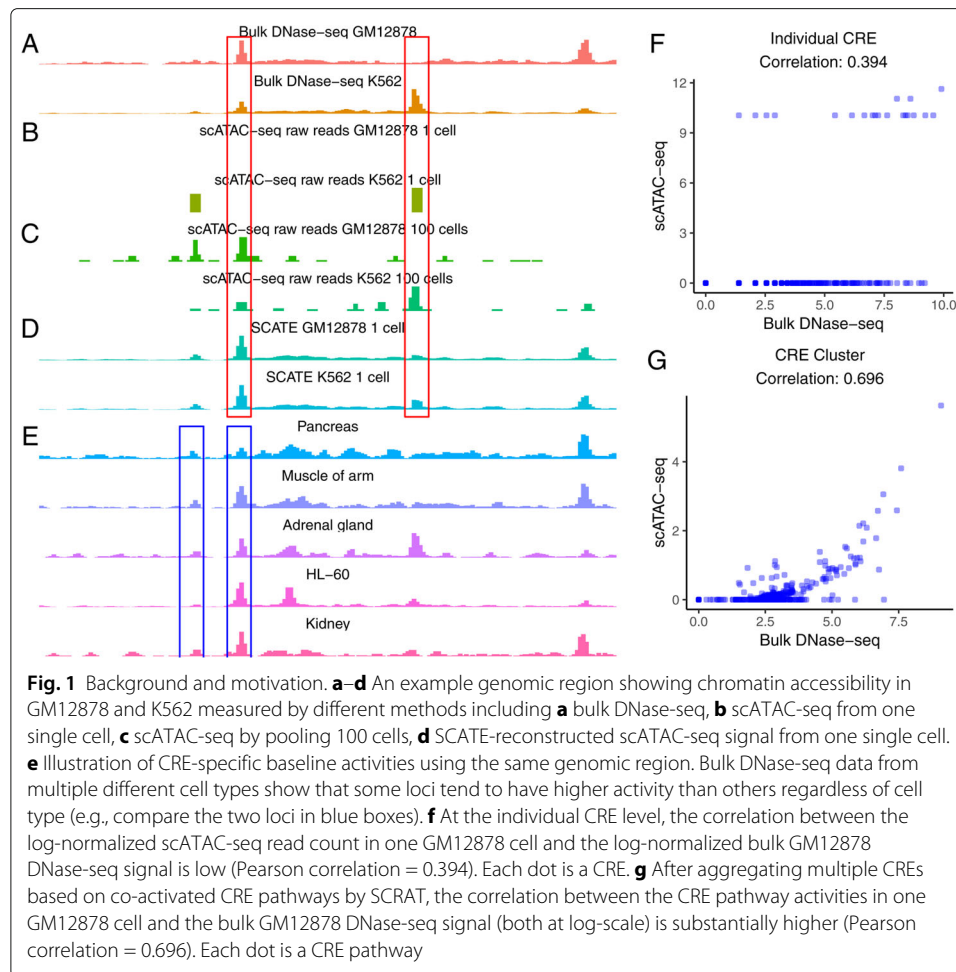 A
Bulk DNase-seq GM12878
Bulk DNase-seq K562
B
scATAC-seq raw reads GM12878 1 cell
scATAC-seq raw reads K562 1 cell
C
scATAC-seq raw reads GM12878 100 cells
scATAC-seq raw reads K562 100 cells
D
SCATE GM12878 1 cell
SCATE K562 1 cell
E
Pancreas
Muscle of arm
Adrenal gland
HL-60
Kidney
F
Individual CRE
Correlation: 0.394
12
9
6
3
0
scATAC-seq
0.0 2.5 5.0 7.5 10.0
Bulk DNase-seq
G
CRE Cluster
Correlation: 0.696
4
2
0
scATAC-seq
0.0 2.5 5.0 7.5
Bulk DNase-seq
Fig. 1 Background and motivation. a–d An example genomic region showing chromatin accessibility in
GM12878 and K562 measured by different methods including a bulk DNase-seq, b scATAC-seq from one
single cell, c scATAC-seq by pooling 100 cells, d SCATE-reconstructed scATAC-seq signal from one single cell.
e Illustration of CRE-specific baseline activities using the same genomic region. Bulk DNase-seq data from
multiple different cell types show that some loci tend to have higher activity than others regardless of cell
type (e.g., compare the two loci in blue boxes). f At the individual CRE level, the correlation between the
log-normalized scATAC-seq read count in one GM12878 cell and the log-normalized bulk GM12878
DNase-seq signal is low (Pearson correlation = 0.394). Each dot is a CRE. g After aggregating multiple CREs
based on co-activated CRE pathways by SCRAT, the correlation between the CRE pathway activities in one
GM12878 cell and the bulk GM12878 DNase-seq signal (both at log-scale) is substantially higher (Pearson
correlation = 0.696). Each dot is a CRE pathway